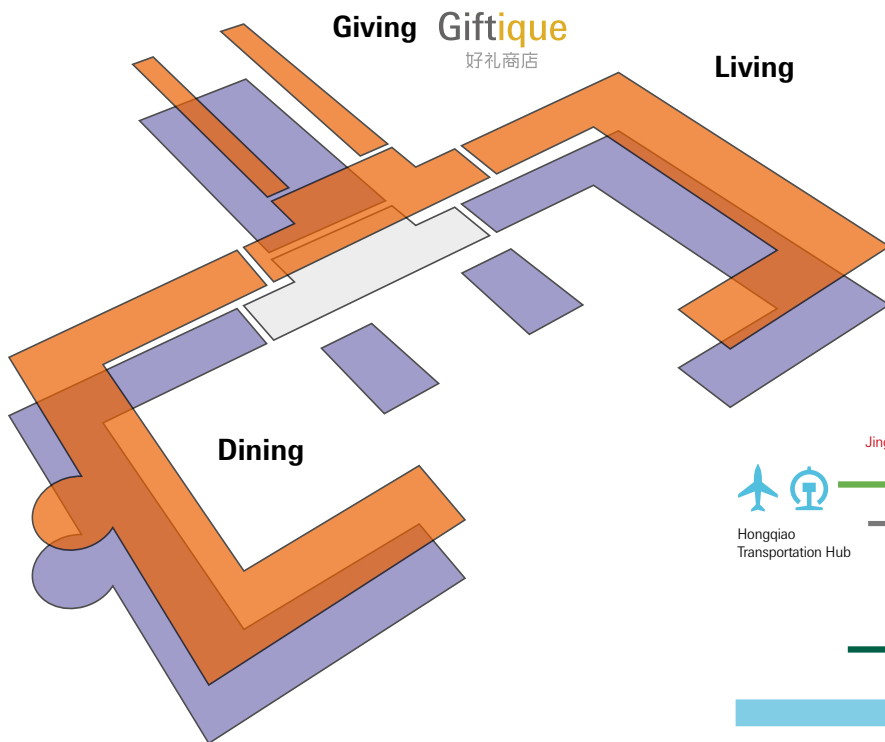 Giving
Giftique
好礼商店
Living
Dining
Hongqiao
Transportation Hub